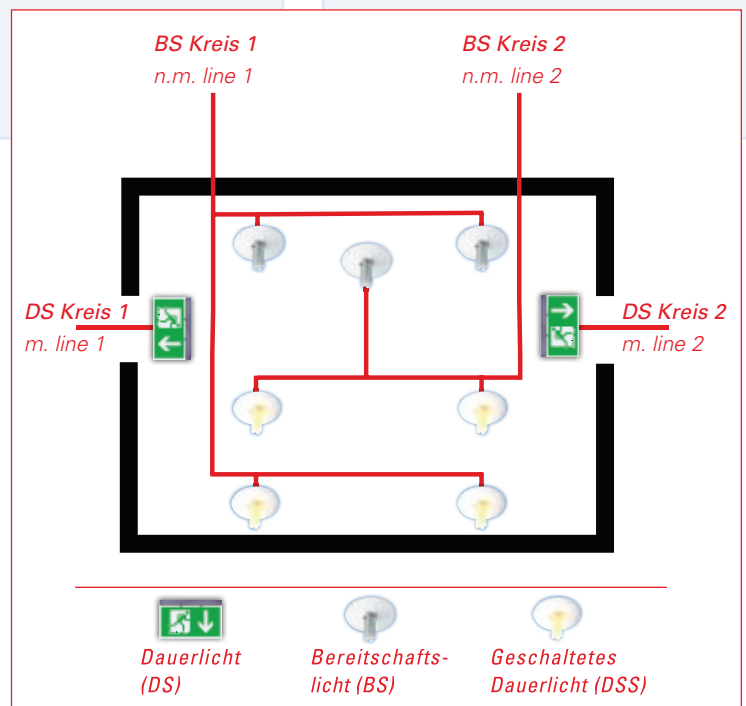 BS Kreis 1
n.m. line 1
BS Kreis 2
n.m. line 2
DS Kreis 1
m. line 1
DS Kreis 2
m. line 2
Dauerlicht
(DS)
Bereitschafts-
licht (BS)
Geschaltetes
Dauerlicht (DSS)